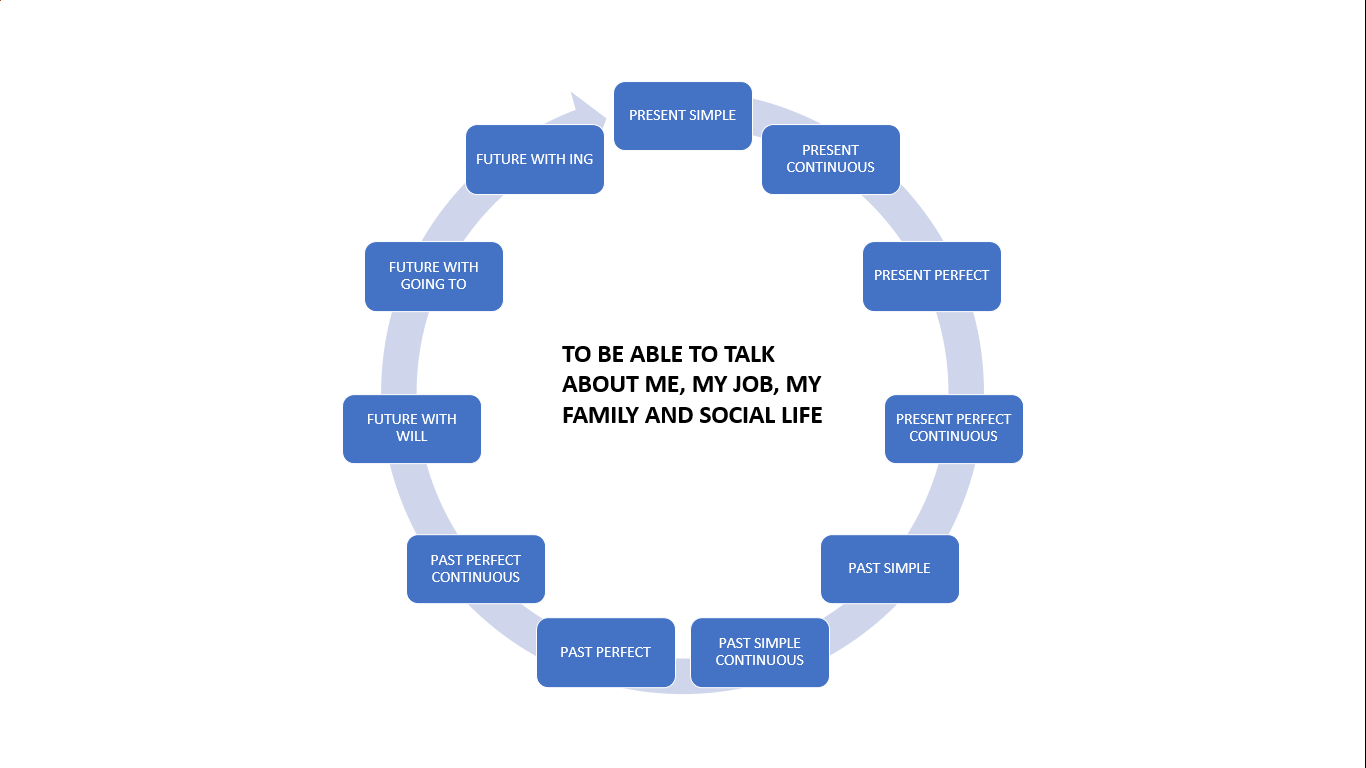 PRESENT SIMPLE
PRESENT
CONTINUOUS
PRESENT PERFECT
PRESENT PERFECT
CONTINUOUS
PAST SIMPLE
PAST SIMPLE
CONTINUOUS
PAST PERFECT
PAST PERFECT
CONTINUOUS
FUTURE WITH
WILL
FUTURE WITH
GOING TO
FUTURE WITH ING
TO BE ABLE TO TALK
ABOUT ME, MY JOB, MY
FAMILY AND SOCIAL LIFE